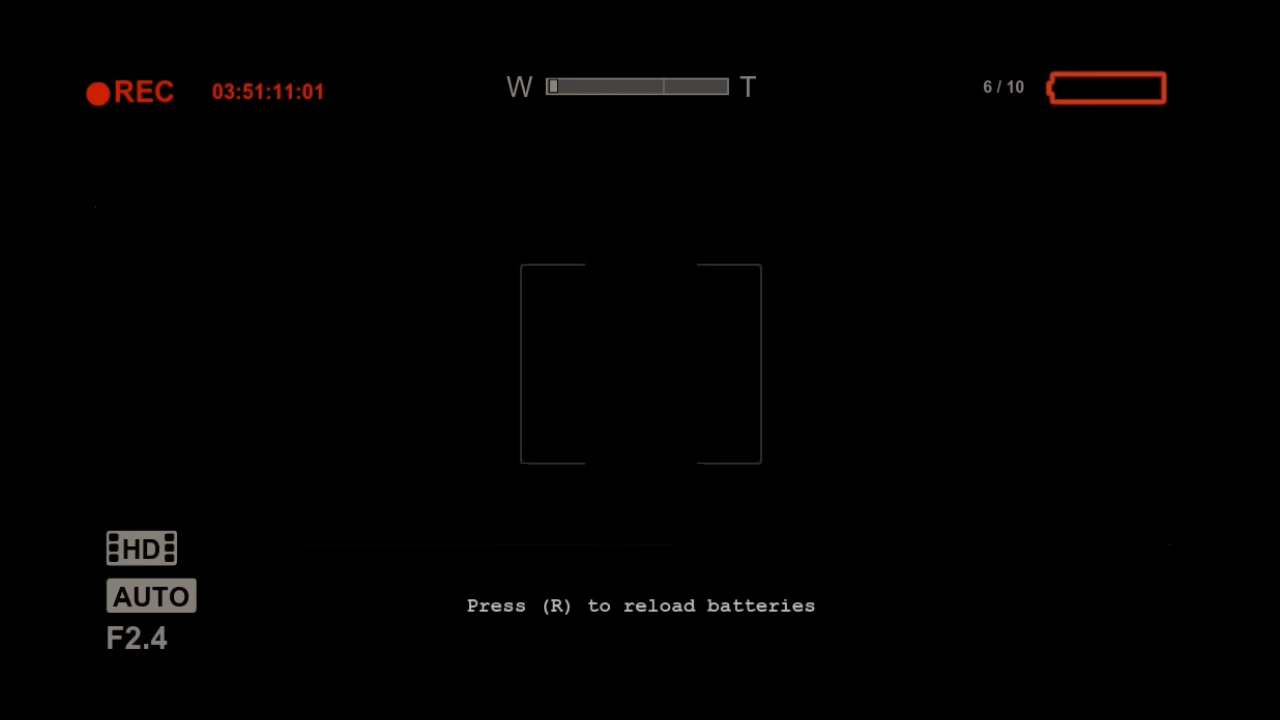 REC 03:51:11:01 W T 6 / 10
HD
AUTO
F2.4
Press (R) to reload batteries